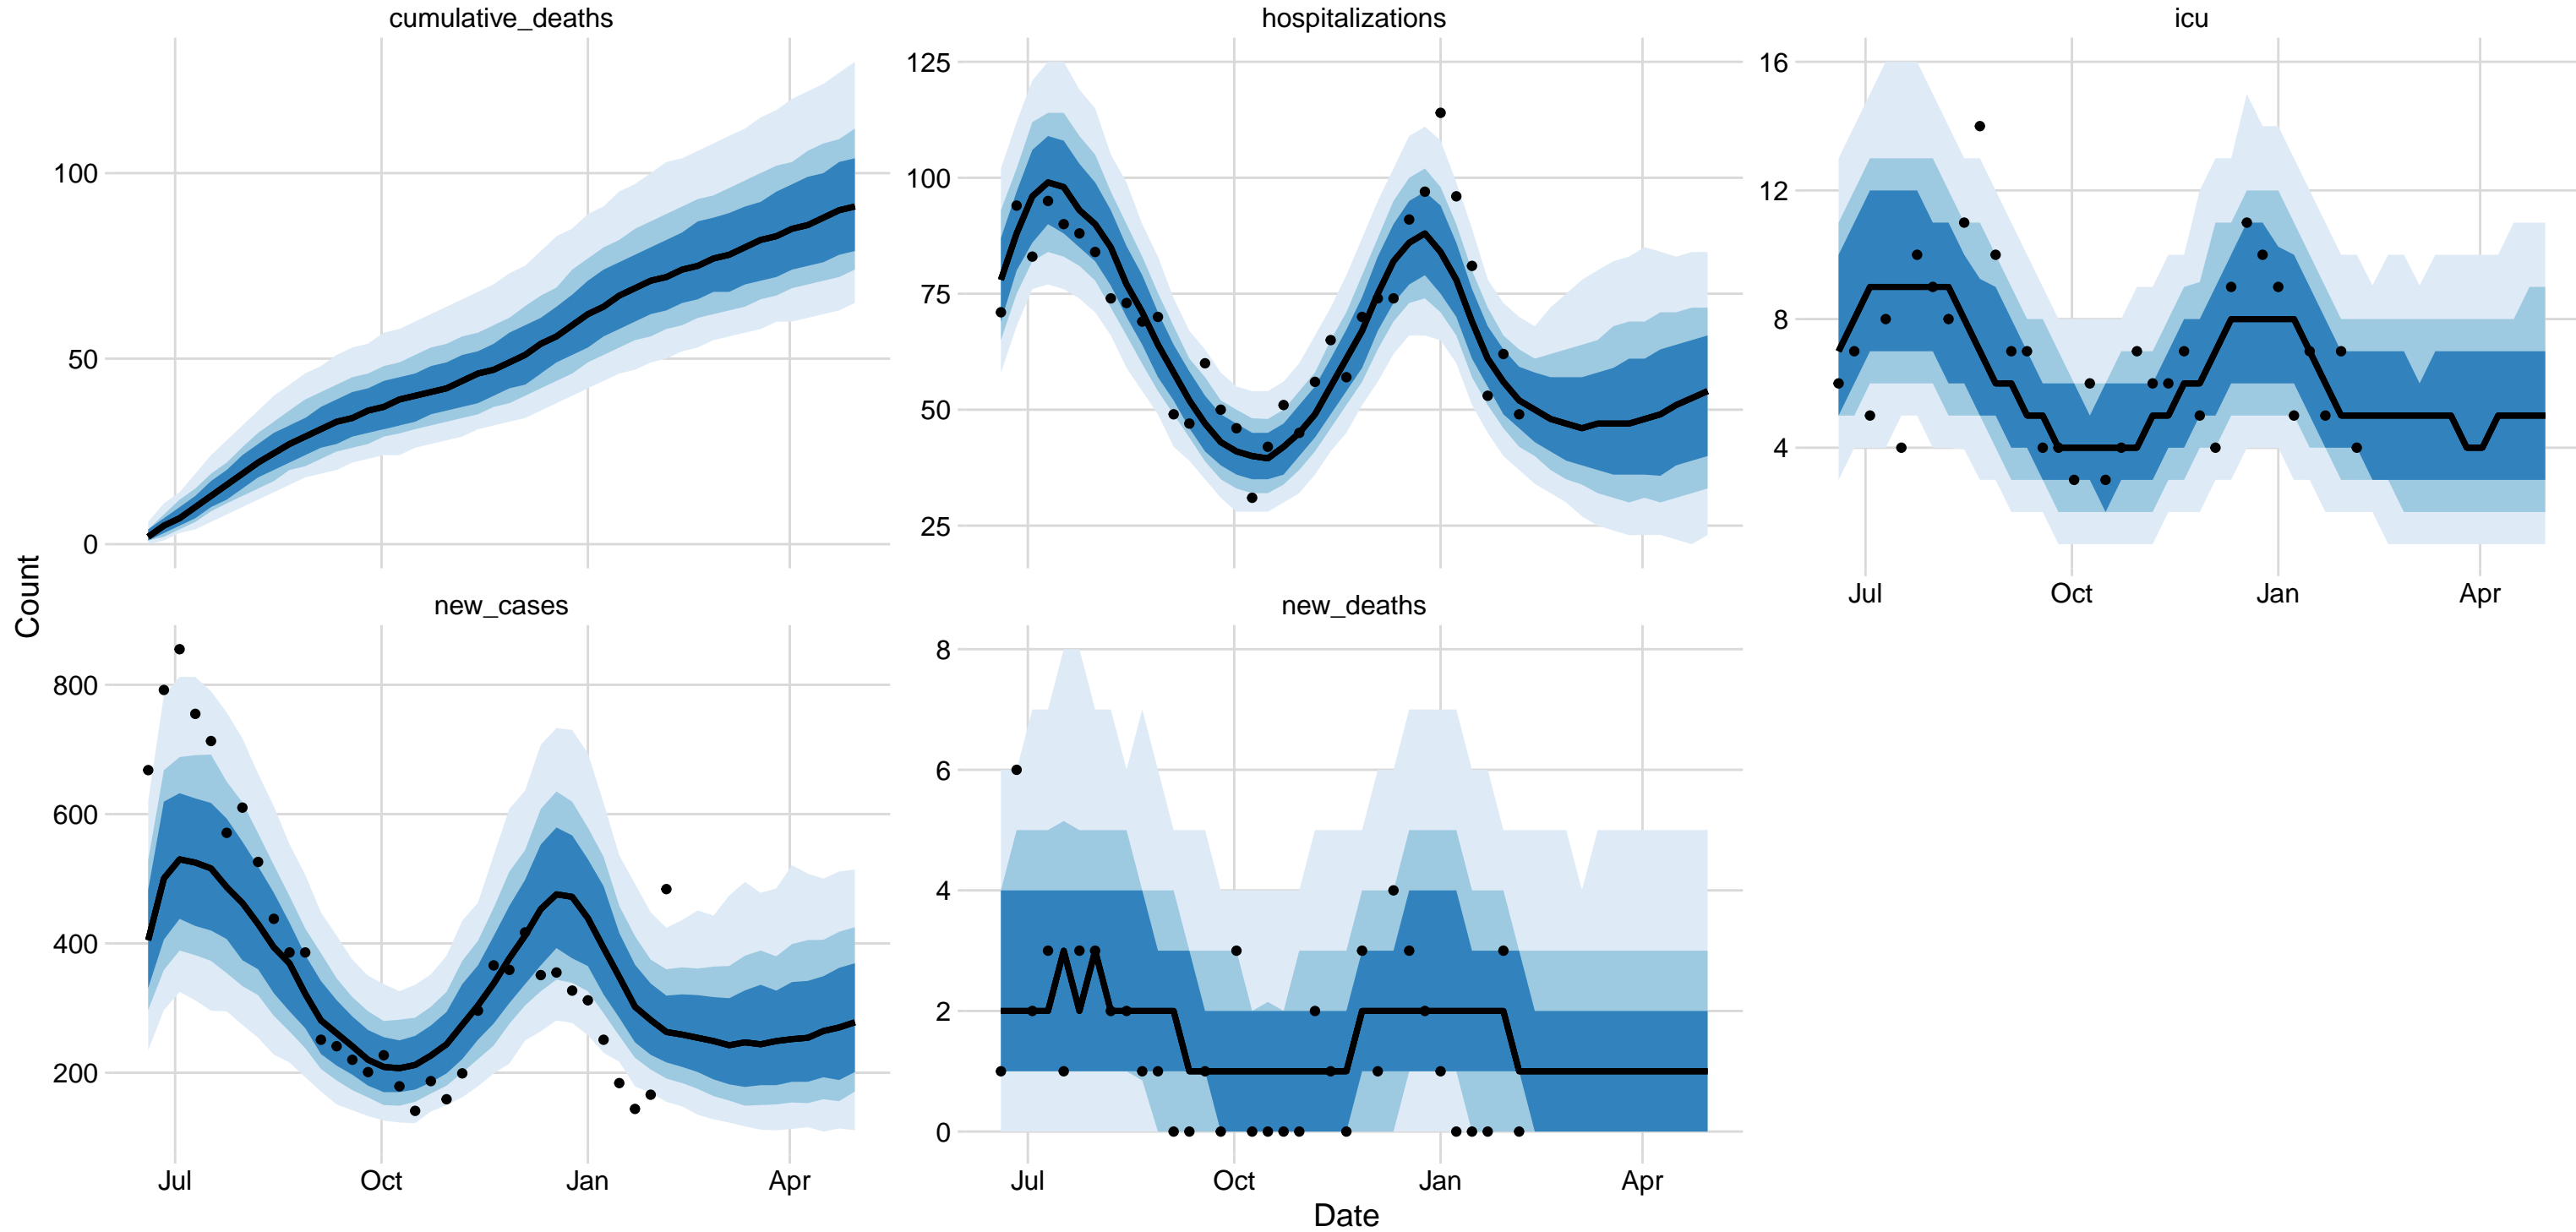 cumulative_deaths
hospitalizations
icu
100
50
0
125
100
75
50
25
16
12
8
4
Jul Oct Jan Apr
Count
new_cases
new_deaths
800
600
400
200
8
6
4
2
0
Jul Oct Jan Apr
Jul Oct Jan Apr
Date